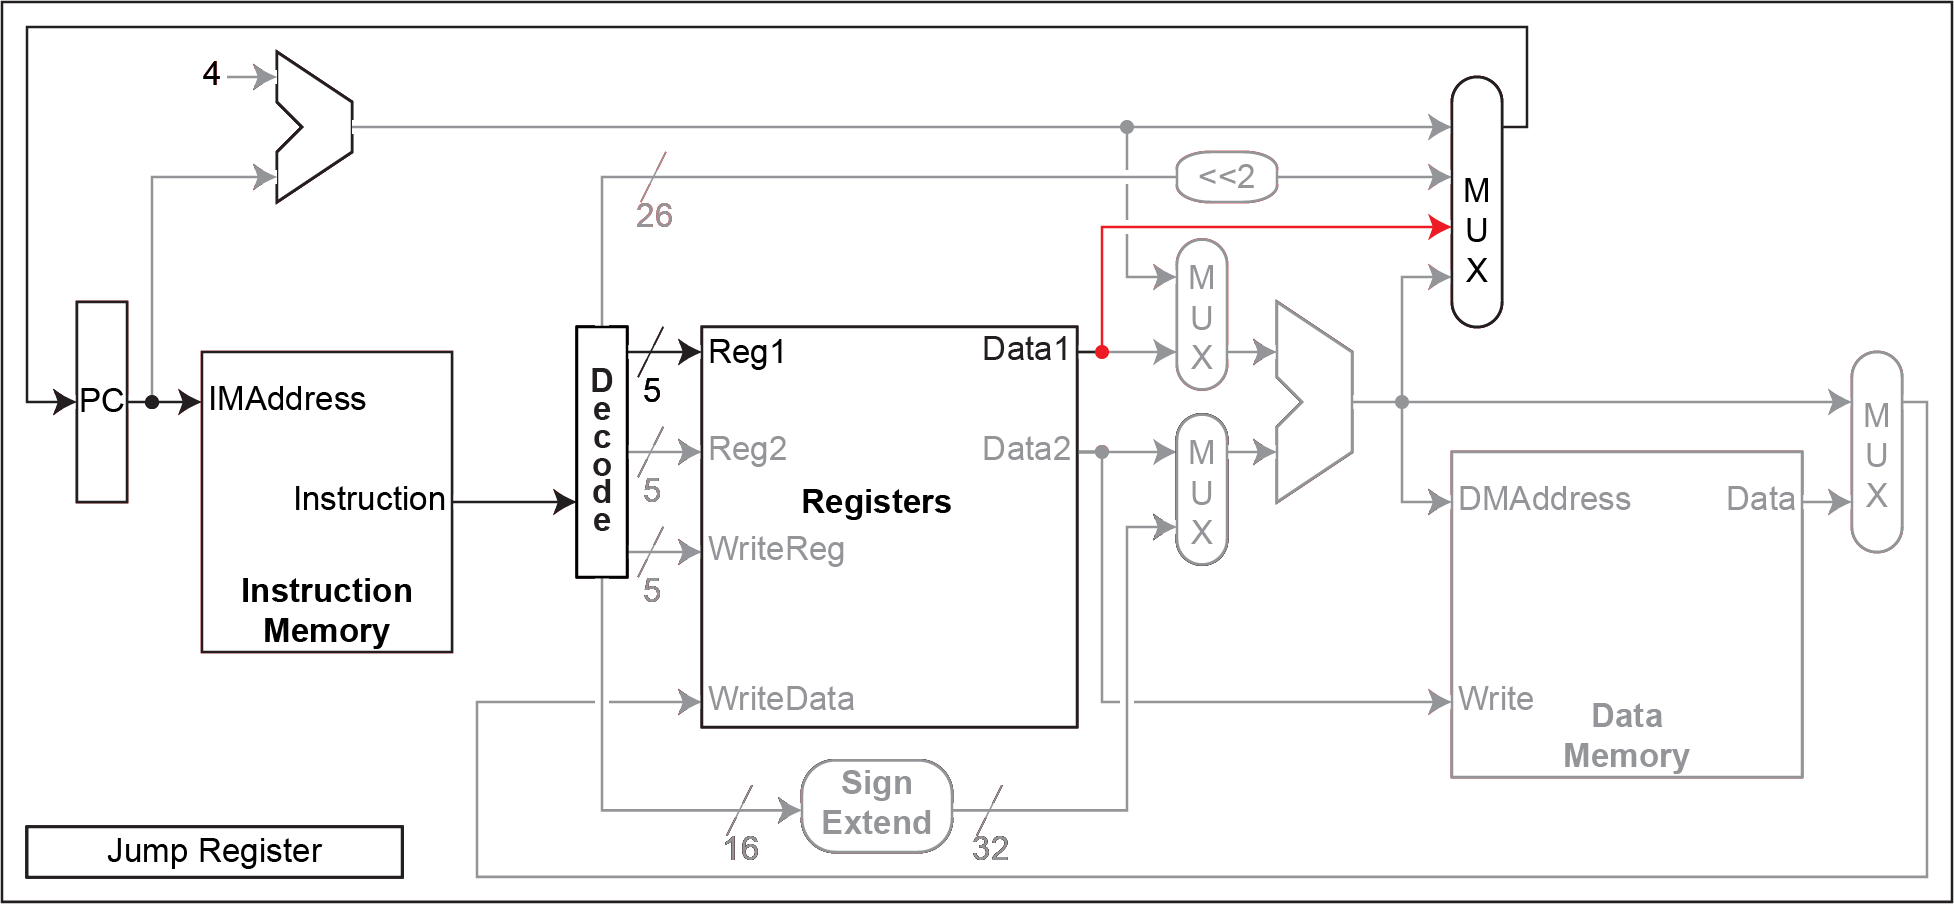 4
<<2
26
M
U
X
M
U
X
PC
IMAddress
Instruction
Instruction
Memory
Decode
5
5
5
Reg1
Reg2
WriteReg
WriteData
Data1
Data2
Registers
M
U
X
M
U
X
DMAddress
Data
Write
Data
Memory
16
Sign
Extend
32
Jump Register